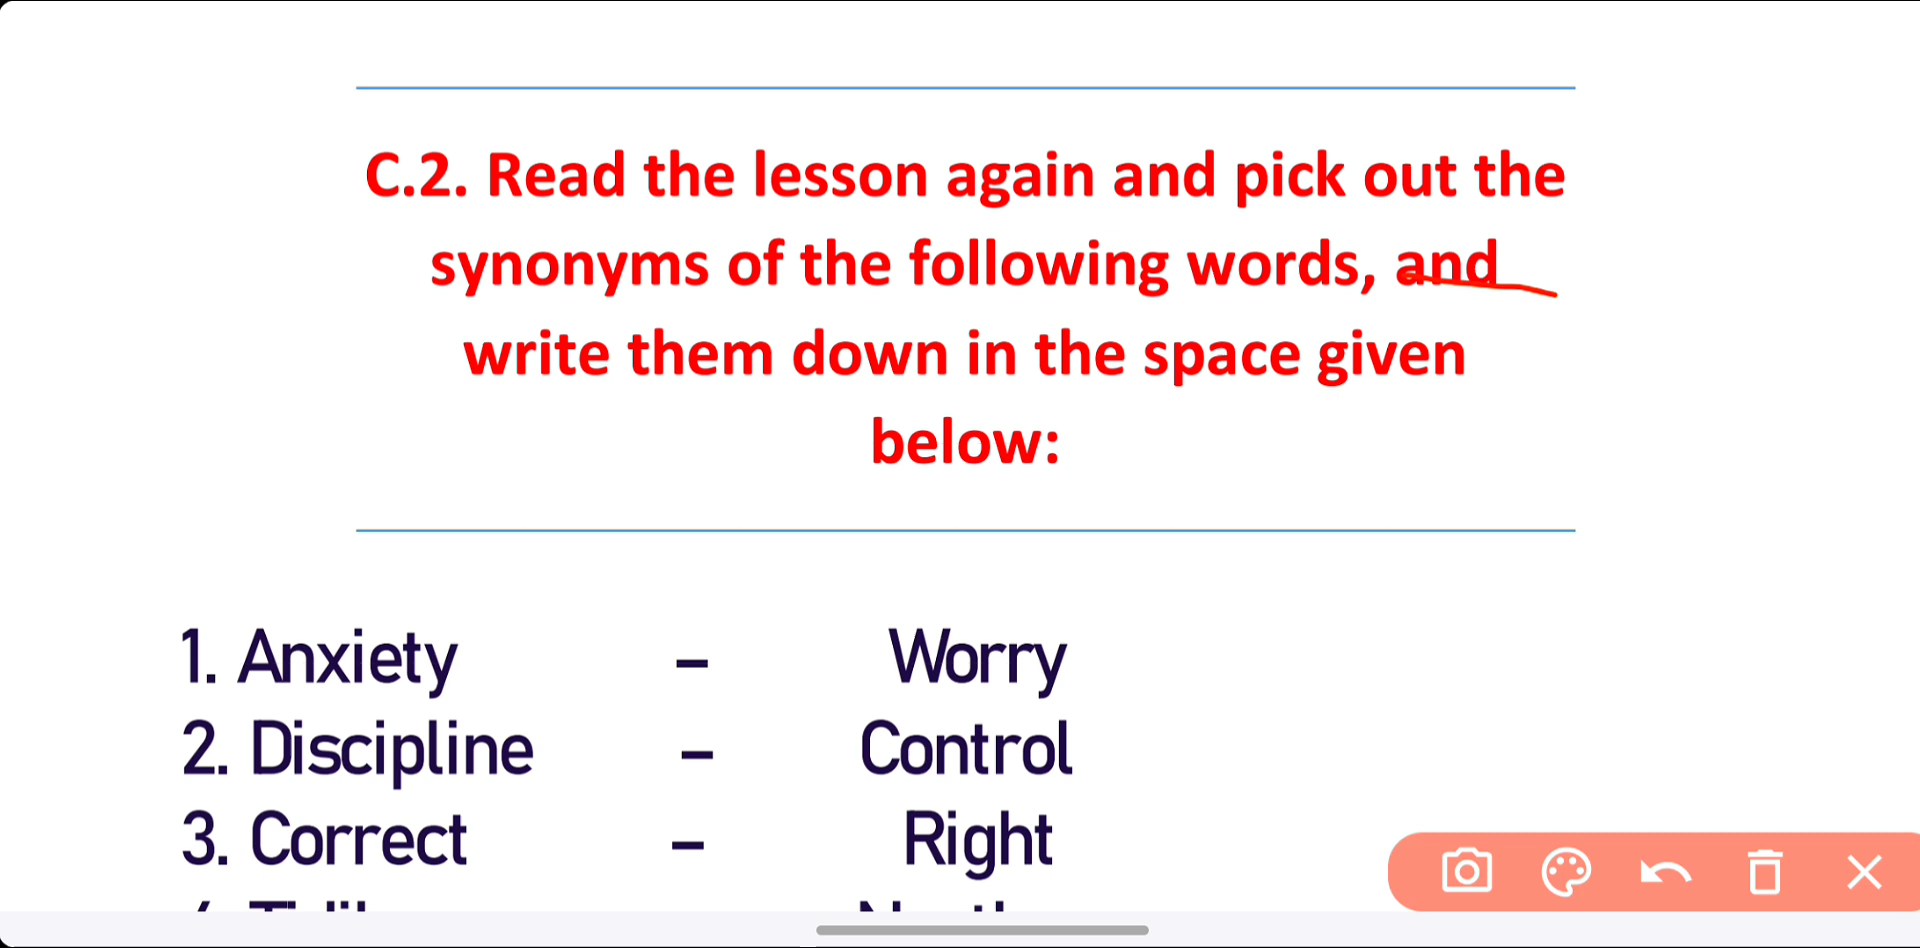 C.2. Read the lesson again and pick out the
synonyms of the following words, and
write them down in the space given
below:
1. Anxiety - Worry
2. Discipline - Control
3. Correct - Right